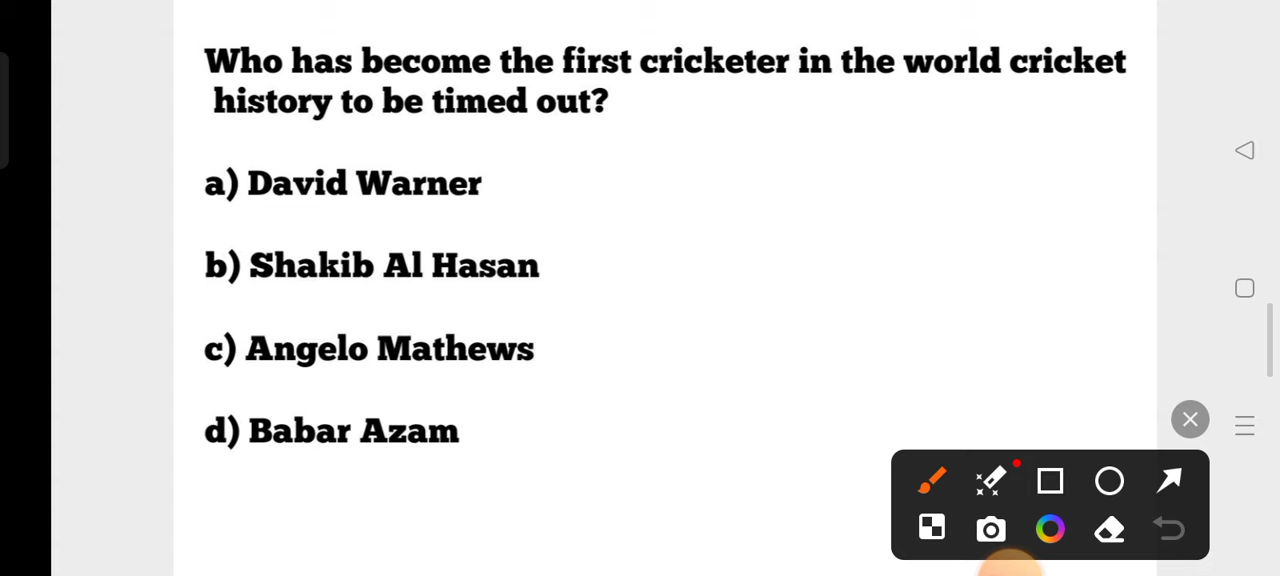 Who has become the first cricketer in the world cricket
history to be timed out?
a) David Warner
b) Shakib Al Hasan
c) Angelo Mathews
d) Babar Azam